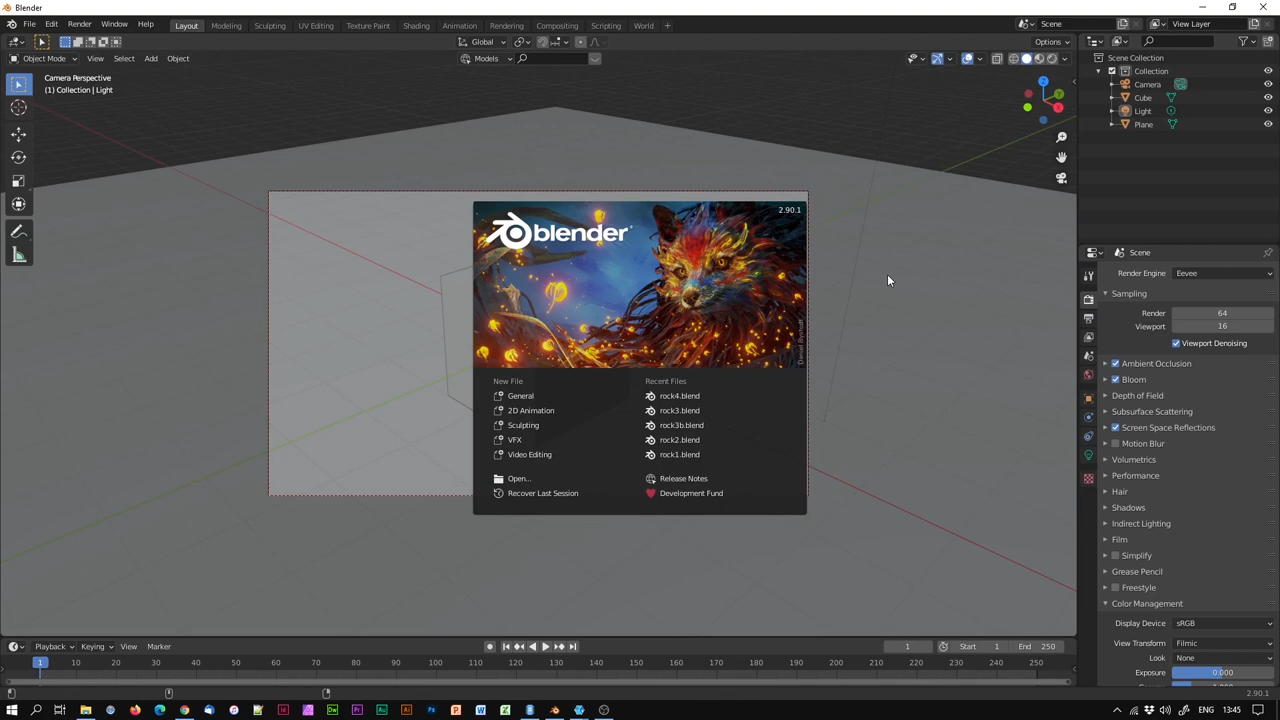 Blender
File Edit Render Window Help Layout Modeling Sculpting UV Editing Texture Paint Shading Animation Rendering Compositing Scripting World + Scene View Layer
Global Options
Object Mode View Select Add Object Models
Camera Perspective
(1) Collection | Light
Scene Collection
Collection
Camera
Cube
Light
Plane
Z
Y
X
blender
2.90.1
New File
General
2D Animation
Sculpting
VFX
Video Editing
Open...
Recover Last Session
Recent Files
rock4.blend
rock3.blend
rock3b.blend
rock2.blend
rock1.blend
Release Notes
Development Fund
Scene
Render Engine Eevee
Sampling
Render 64
Viewport 16
Viewport Denoising
Ambient Occlusion
Bloom
Depth of Field
Subsurface Scattering
Screen Space Reflections
Motion Blur
Volumetrics
Performance
Hair
Shadows
Indirect Lighting
Film
Simplify
Grease Pencil
Freestyle
Color Management
Display Device sRGB
View Transform Filmic
Look None
Exposure 0.000
Playback Keying View Marker 1 Start 1 End 250
1 10 20 30 40 50 60 70 80 90 100 110 120 130 140 150 160 170 180 190 200 210 220 230 240 250
2.90.1
ENG 13:45